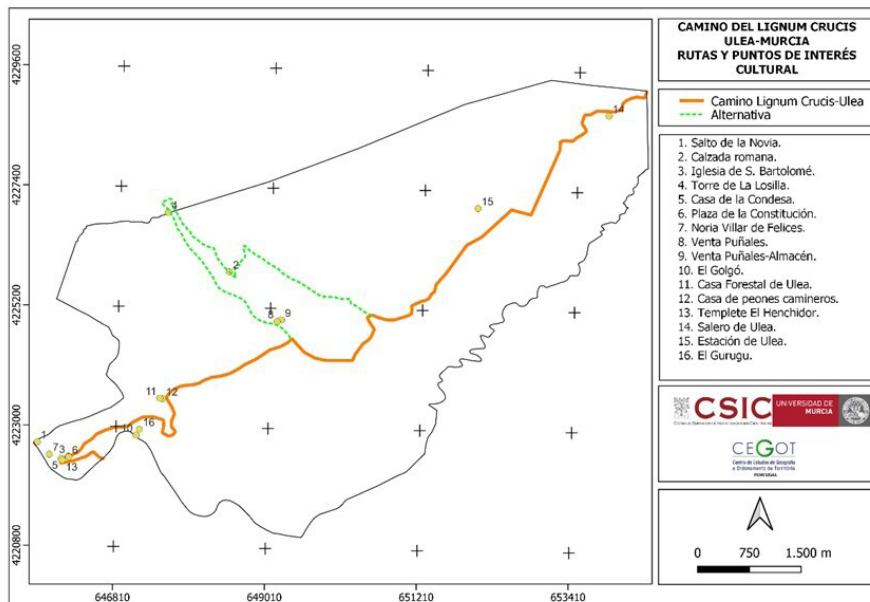 CAMINO DEL LIGNUM CRUCIS
ULEA-MURCIA
RUTAS Y PUNTOS DE INTERÉS
CULTURAL
Camino Lignum Crucis-Ulea
Alternativa
1. Salto de la Novia.
2. Calzada romana.
3. Iglesia de S. Bartolomé.
4. Torre de La Losilla.
5. Casa de la Condesa.
6. Plaza de la Constitución.
7. Noria Villar de Felices.
8. Venta Puñales.
9. Venta Puñales-Almacén.
10. El Golgó.
11. Casa Forestal de Ulea.
12. Casa de peones camineros.
13. Templete El Henchidor.
14. Salero de Ulea.
15. Estación de Ulea.
16. El Gurugu.
CSIC
UNIVERSIDAD DE
MURCIA
CEGOT
Centro de Estudos de Geografia
e Ordenamento do Território
PORTUGAL
0 750 1.500 m
4229600
4227400
4225200
4223000
4220800
646810 649010 651210 653410
14
15
4
2
8 9
11 12
10 16
1
7 3 6
5 13